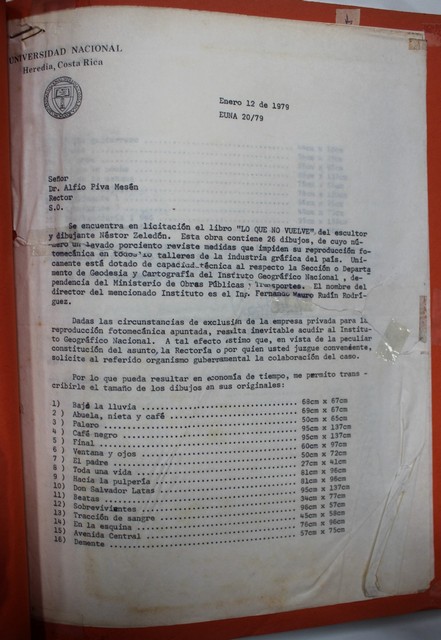 UNIVERSIDAD NACIONAL
Heredia, Costa Rica
Enero 12 de 1979
EUNA 20/79
Señor
Dr. Alfio Piva Mesén
Rector
S.O.
Se encuentra en licitación el libro "LO QUE NO VUELVE" del escultor
y dibujante Néstor Zeledón. Esta obra contiene 26 dibujos, de cuyo nú-
mero un elevado porciento reviste medidas que impiden su reproducción fo-
tomecánica en todos los talleres de la industria gráfica del país. Uni-
camente está dotado de capacidad técnica al respecto la Sección o Departa
mento de Geodesia y Cartografía del Instituto Geográfico Nacional, de-
pendencia del Ministerio de Obras Públicas y Transportes. El nombre del
director del mencionado Instituto es el Ing. Fernando Mauro Rudín Rodrí-
guez.
Dadas las circunstancias de exclusión de la empresa privada para la
reproducción fotomecánica apuntada, resulta inevitable acudir al Institu-
to Geográfico Nacional. A tal efecto estimo que, en vista de la peculiar
constitución del asunto, la Rectoría o por quien usted juzgue conveniente,
solicite al referido organismo gubernamental la colaboración del caso.
Por lo que pueda resultar en economía de tiempo, me permito trans-
cribirle el tamaño de los dibujos en sus originales:
1) Bajo la lluvia .................... 68cm x 67cm
2 ) Abuela, nieta y café .................... 69cm x 67cm
3 ) Palero .................... 50cm x 65cm
4 ) Café negro .................... 95cm x 137cm
5 ) Final .................... 95cm x 137cm
6 ) Ventana y ojos .................... 60cm x 97cm
7 ) El padre .................... 50cm x 72cm
8 ) Toda una vida .................... 27cm x 41cm
9 ) Hacia la pulpería .................... 81cm x 96cm
10) Don Salvador Latas .................... 81cm x 96cm
11) Bestas .................... 95cm x 137cm
12) Sobrevivientes .................... 34cm x 77cm
13) Tracción de sangre .................... 96cm x 57cm
14) En la esquina .................... 45cm x 58cm
15) Avenida Central .................... 76cm x 96cm
16) Demente .................... 57cm x 75cm